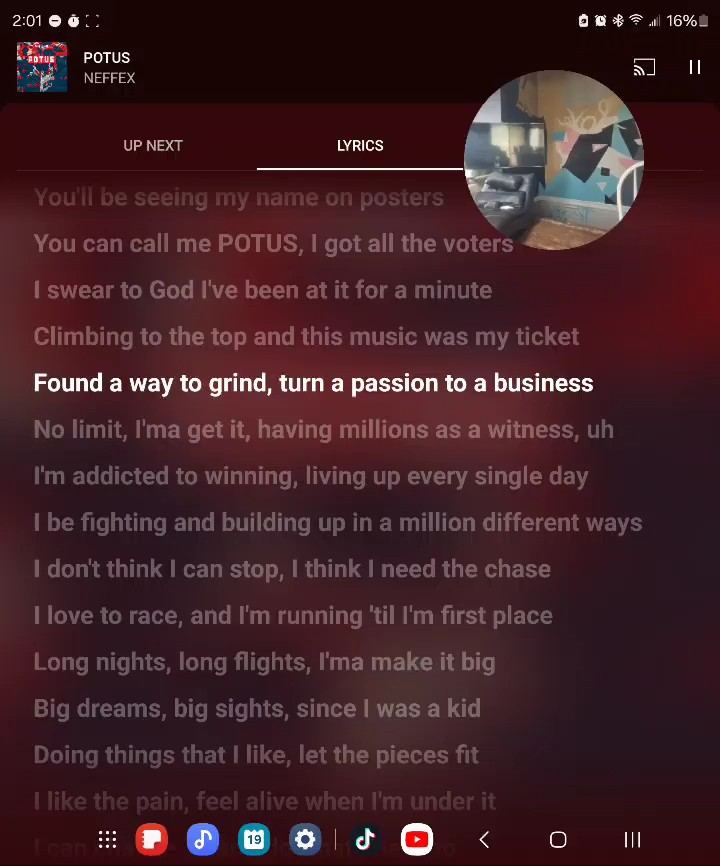 2:01
16%
POTUS
POTUS
NEFFEX
UP NEXT
LYRICS
You'll be seeing my name on posters
You can call me POTUS, I got all the voters
I swear to God I've been at it for a minute
Climbing to the top and this music was my ticket
Found a way to grind, turn a passion to a business
No limit, I'ma get it, having millions as a witness, uh
I'm addicted to winning, living up every single day
I be fighting and building up in a million different ways
I don't think I can stop, I think I need the chase
I love to race, and I'm running 'til I'm first place
Long nights, long flights, I'ma make it big
Big dreams, big sights, since I was a kid
Doing things that I like, let the pieces fit
I like the pain, feel alive when I'm under it
I can
19